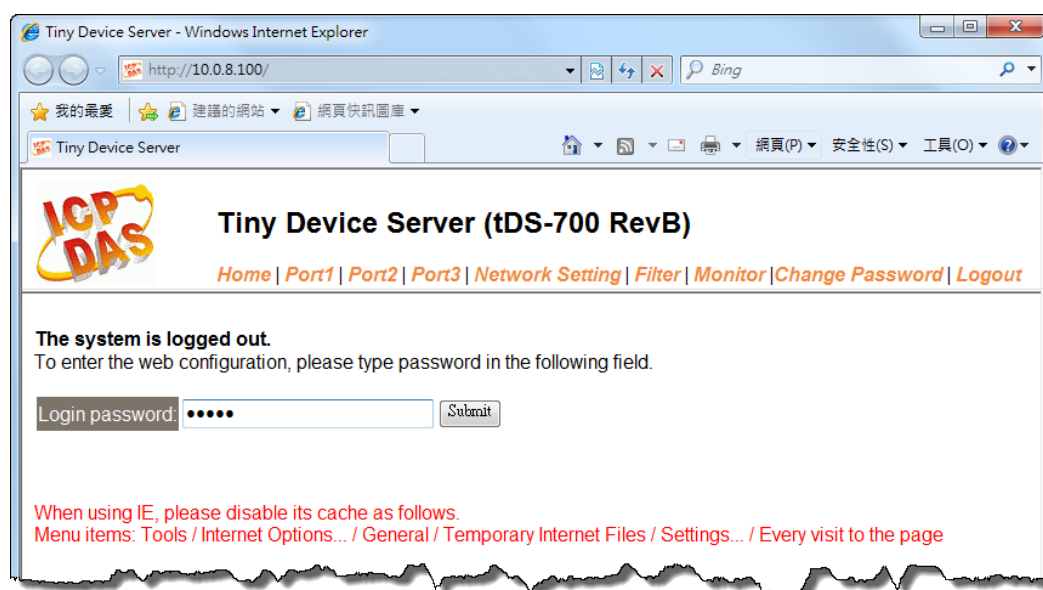 Tiny Device Server - Windows Internet Explorer
http://10.0.8.100/
Bing
我的最愛
建議的網站
網頁快訊圖庫
Tiny Device Server
網頁(P)
安全性(S)
工具(O)
ICP DAS
Tiny Device Server (tDS-700 RevB)
Home | Port1 | Port2 | Port3 | Network Setting | Filter | Monitor |Change Password | Logout
The system is logged out.
To enter the web configuration, please type password in the following field.
Login password: •••••
Submit
When using IE, please disable its cache as follows.
Menu items: Tools / Internet Options... / General / Temporary Internet Files / Settings... / Every visit to the page